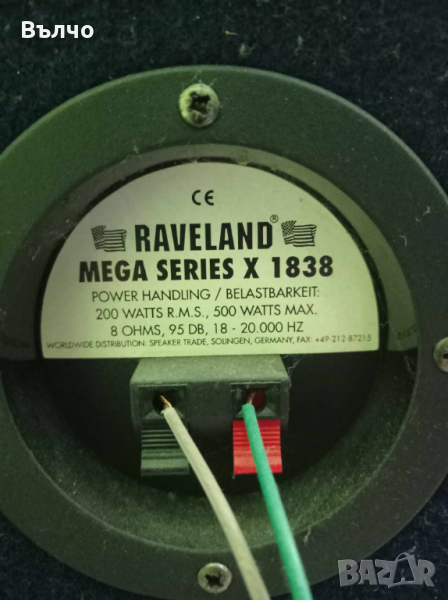 Вълчо
CE
RAVELAND®
MEGA SERIES X 1838
POWER HANDLING / BELASTBARKEIT:
200 WATTS R.M.S., 500 WATTS MAX.
8 OHMS, 95 DB, 18 - 20.000 HZ
WORLDWIDE DISTRIBUTION: SPEAKER TRADE, SOLINGEN, GERMANY, FAX: +49-212-87215
BAZAR